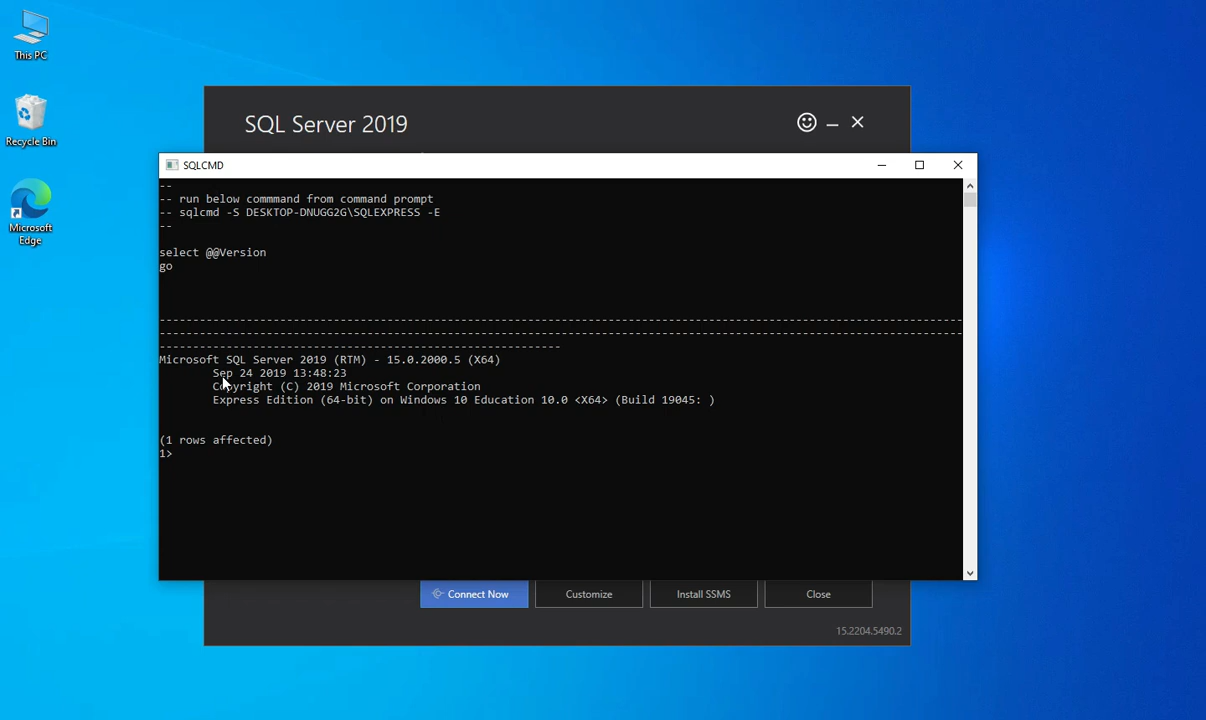 This PC
Recycle Bin
Microsoft
Edge
SQL Server 2019
SQLCMD
--
-- run below commmand from command prompt
-- sqlcmd -S DESKTOP-DNUGG2G\SQLEXPRESS -E
--
select @@Version
go
------------------------------------------------------------------------------------------------------------------------
------------------------------------------------------------------------------------------------------------------------
------------------------------------------------------------
Microsoft SQL Server 2019 (RTM) - 15.0.2000.5 (X64)
Sep 24 2019 13:48:23
Copyright (C) 2019 Microsoft Corporation
Express Edition (64-bit) on Windows 10 Education 10.0 <X64> (Build 19045: )
(1 rows affected)
1>
Connect Now
Customize
Install SSMS
Close
15.2204.5490.2